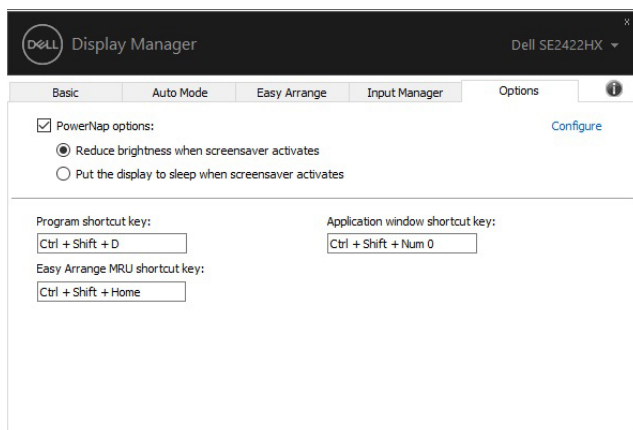 DELL Display Manager
Dell SE2422HX
x
Basic Auto Mode Easy Arrange Input Manager Options
PowerNap options:
Configure
Reduce brightness when screensaver activates
Put the display to sleep when screensaver activates
Program shortcut key:
Application window shortcut key:
Ctrl + Shift + D
Ctrl + Shift + Num 0
Easy Arrange MRU shortcut key:
Ctrl + Shift + Home